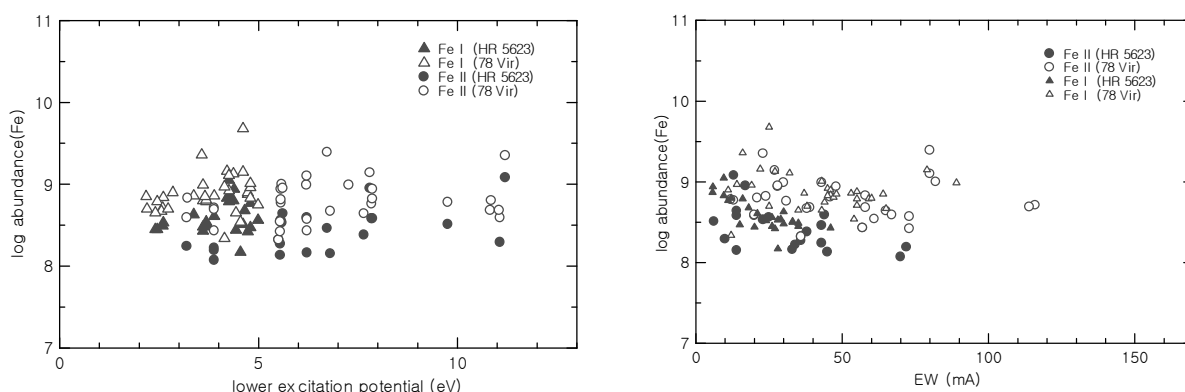 11
10
9
8
7
log abundance(Fe)
Fe I (HR 5623)
Fe I (78 Vir)
Fe II (HR 5623)
Fe II (78 Vir)
0
5
10
lower excitation potential (eV)
11
10
9
8
7
log abundance(Fe)
Fe II (HR 5623)
Fe II (78 Vir)
Fe I (HR 5623)
Fe I (78 Vir)
0
50
100
150
EW (mA)